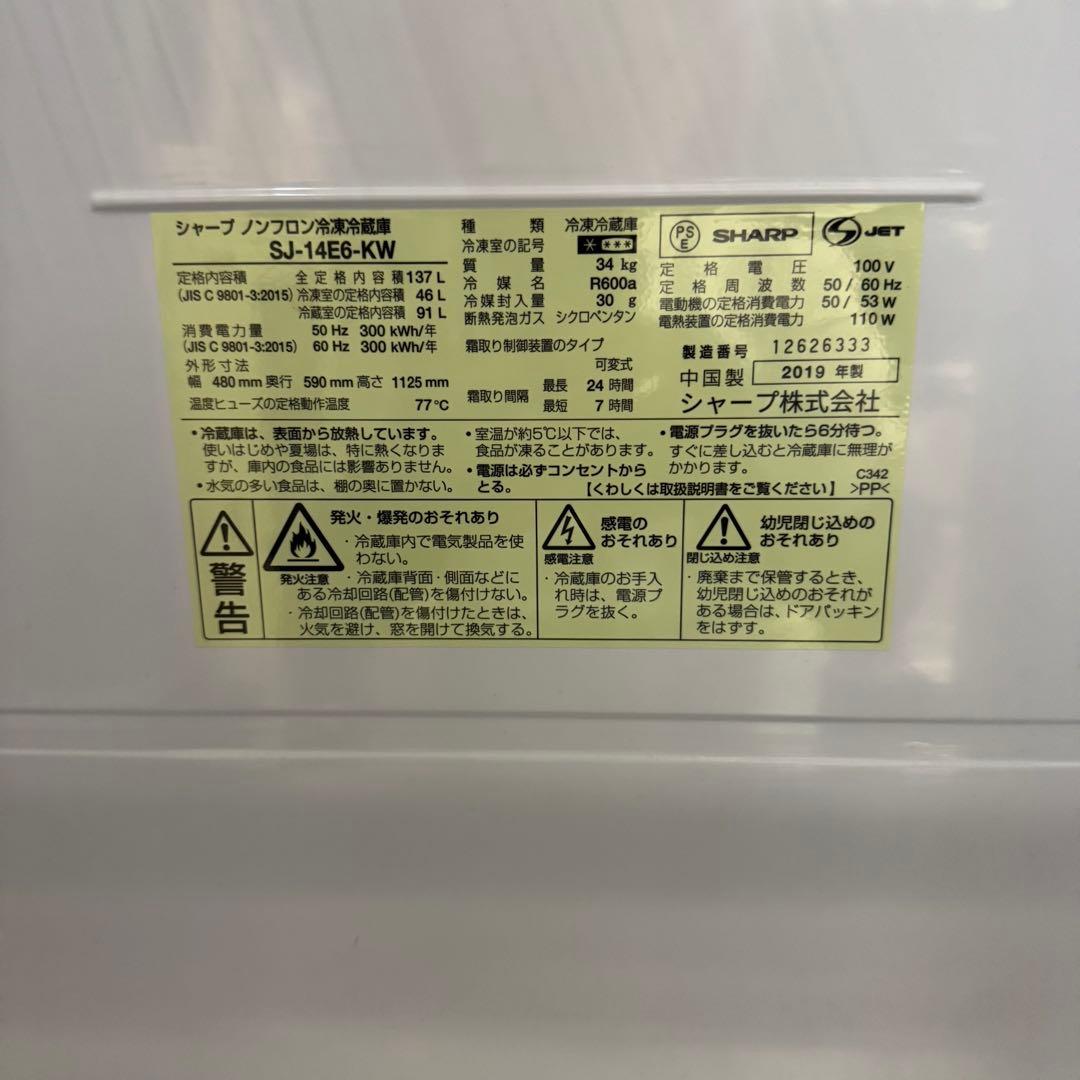 シャープ ノンフロン冷凍冷蔵庫
SJ-14E6-KW
定格内容積 全定格内容積 137 L
(JIS C 9801-3:2015) 冷凍室の定格内容積 46 L
冷蔵室の定格内容積 91 L
消費電力量 50 Hz 300 kWh/年
(JIS C 9801-3:2015) 60 Hz 300 kWh/年
外形寸法
幅 480 mm 奥行 590 mm 高さ 1125 mm
温度ヒューズの定格動作温度 77℃
種類 冷凍冷蔵庫
冷凍室の記号 * ***
質量 34 kg
冷媒名 R600a
冷媒封入量 30 g
断熱発泡ガス シクロペンタン
霜取り制御装置のタイプ
可変式
霜取り間隔 最長 24 時間
最短 7 時間
PSE SHARP S JET
定格電圧 100 V
定格周波数 50 / 60 Hz
電動機の定格消費電力 50 / 53 W
電熱装置の定格消費電力 110 W
製造番号 12626333
中国製 2019 年製
シャープ株式会社
・冷蔵庫は、表面から放熱しています。
使いはじめや夏場は、特に熱くなりま
すが、庫内の食品には影響ありません。
・水気の多い食品は、棚の奥に置かない。
・室温が約5℃以下では、
食品が凍ることがあります。
・電源は必ずコンセントから
とる。
・電源プラグを抜いたら6分待つ。
すぐに差し込むと冷蔵庫に無理が
かかります。
C342
【くわしくは取扱説明書をご覧ください】 >PP<
警告
発火・爆発のおそれあり
発火注意
・冷蔵庫内で電気製品を使
わない。
・冷蔵庫背面・側面などに
ある冷却回路(配管)を傷付けない。
・冷却回路(配管)を傷付けたときは、
火気を避け、窓を開けて換気する。
感電の
おそれあり
感電注意
・冷蔵庫のお手入
れ時は、電源プ
ラグを抜く。
幼児閉じ込めの
おそれあり
閉じ込め注意
・廃棄まで保管するとき、
幼児閉じ込めのおそれが
ある場合は、ドアパッキン
をはずす。